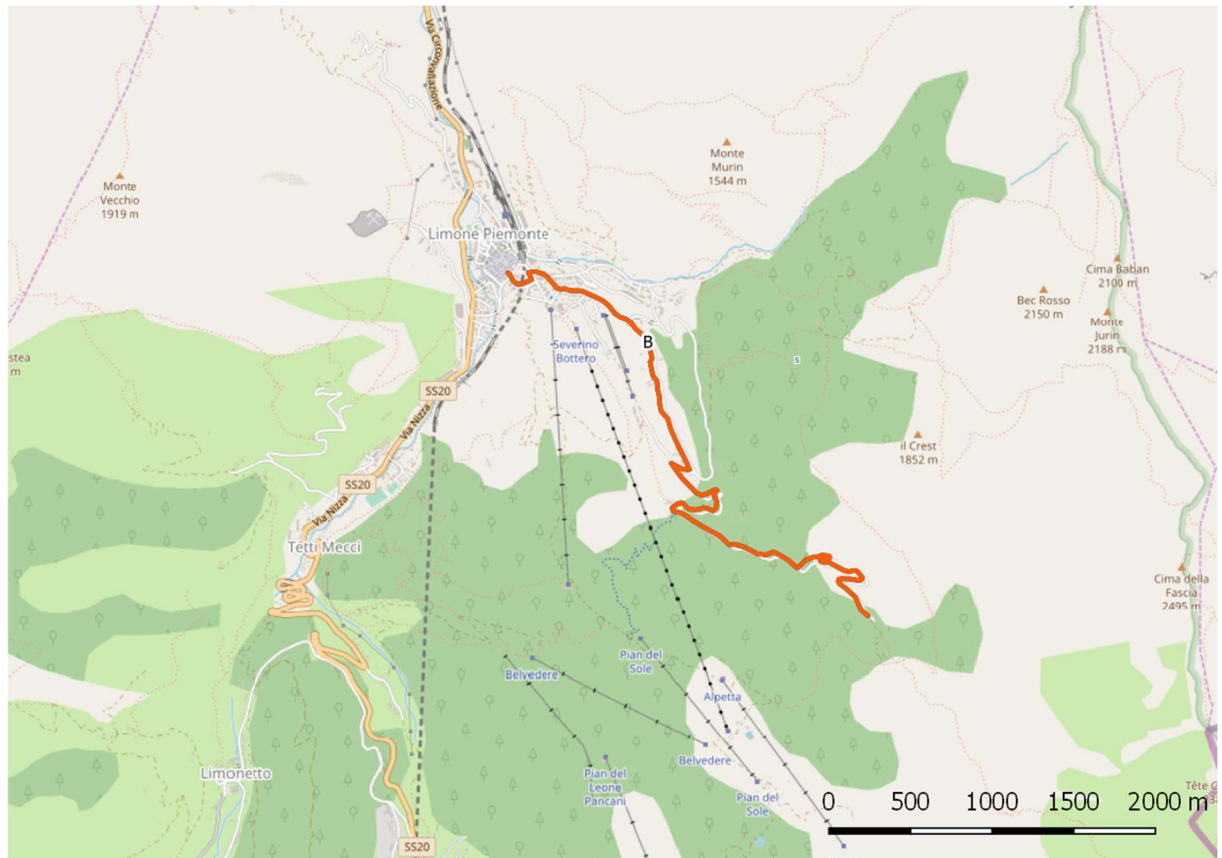 Via Circonvallazione
Monte
Vecchio
1919 m
Monte
Murin
1544 m
Limone Piemonte
Cima Baban
2100 m
Bec Rosso
2150 m
Monte
Jurin
2188 m
stea
m
Severino
Bottero
B
S
SS20
Via Nizza
il Crest
1852 m
SS20
Via Nizza
Tetti Mecci
Cima della
Fascia
2495 m
Pian del
Sole
Belvedere
Alpetta
Belvedere
Limonetto
Pian del
Leone
Pancani
Pian del
Sole
Tête
SS20
0 500 1000 1500 2000 m